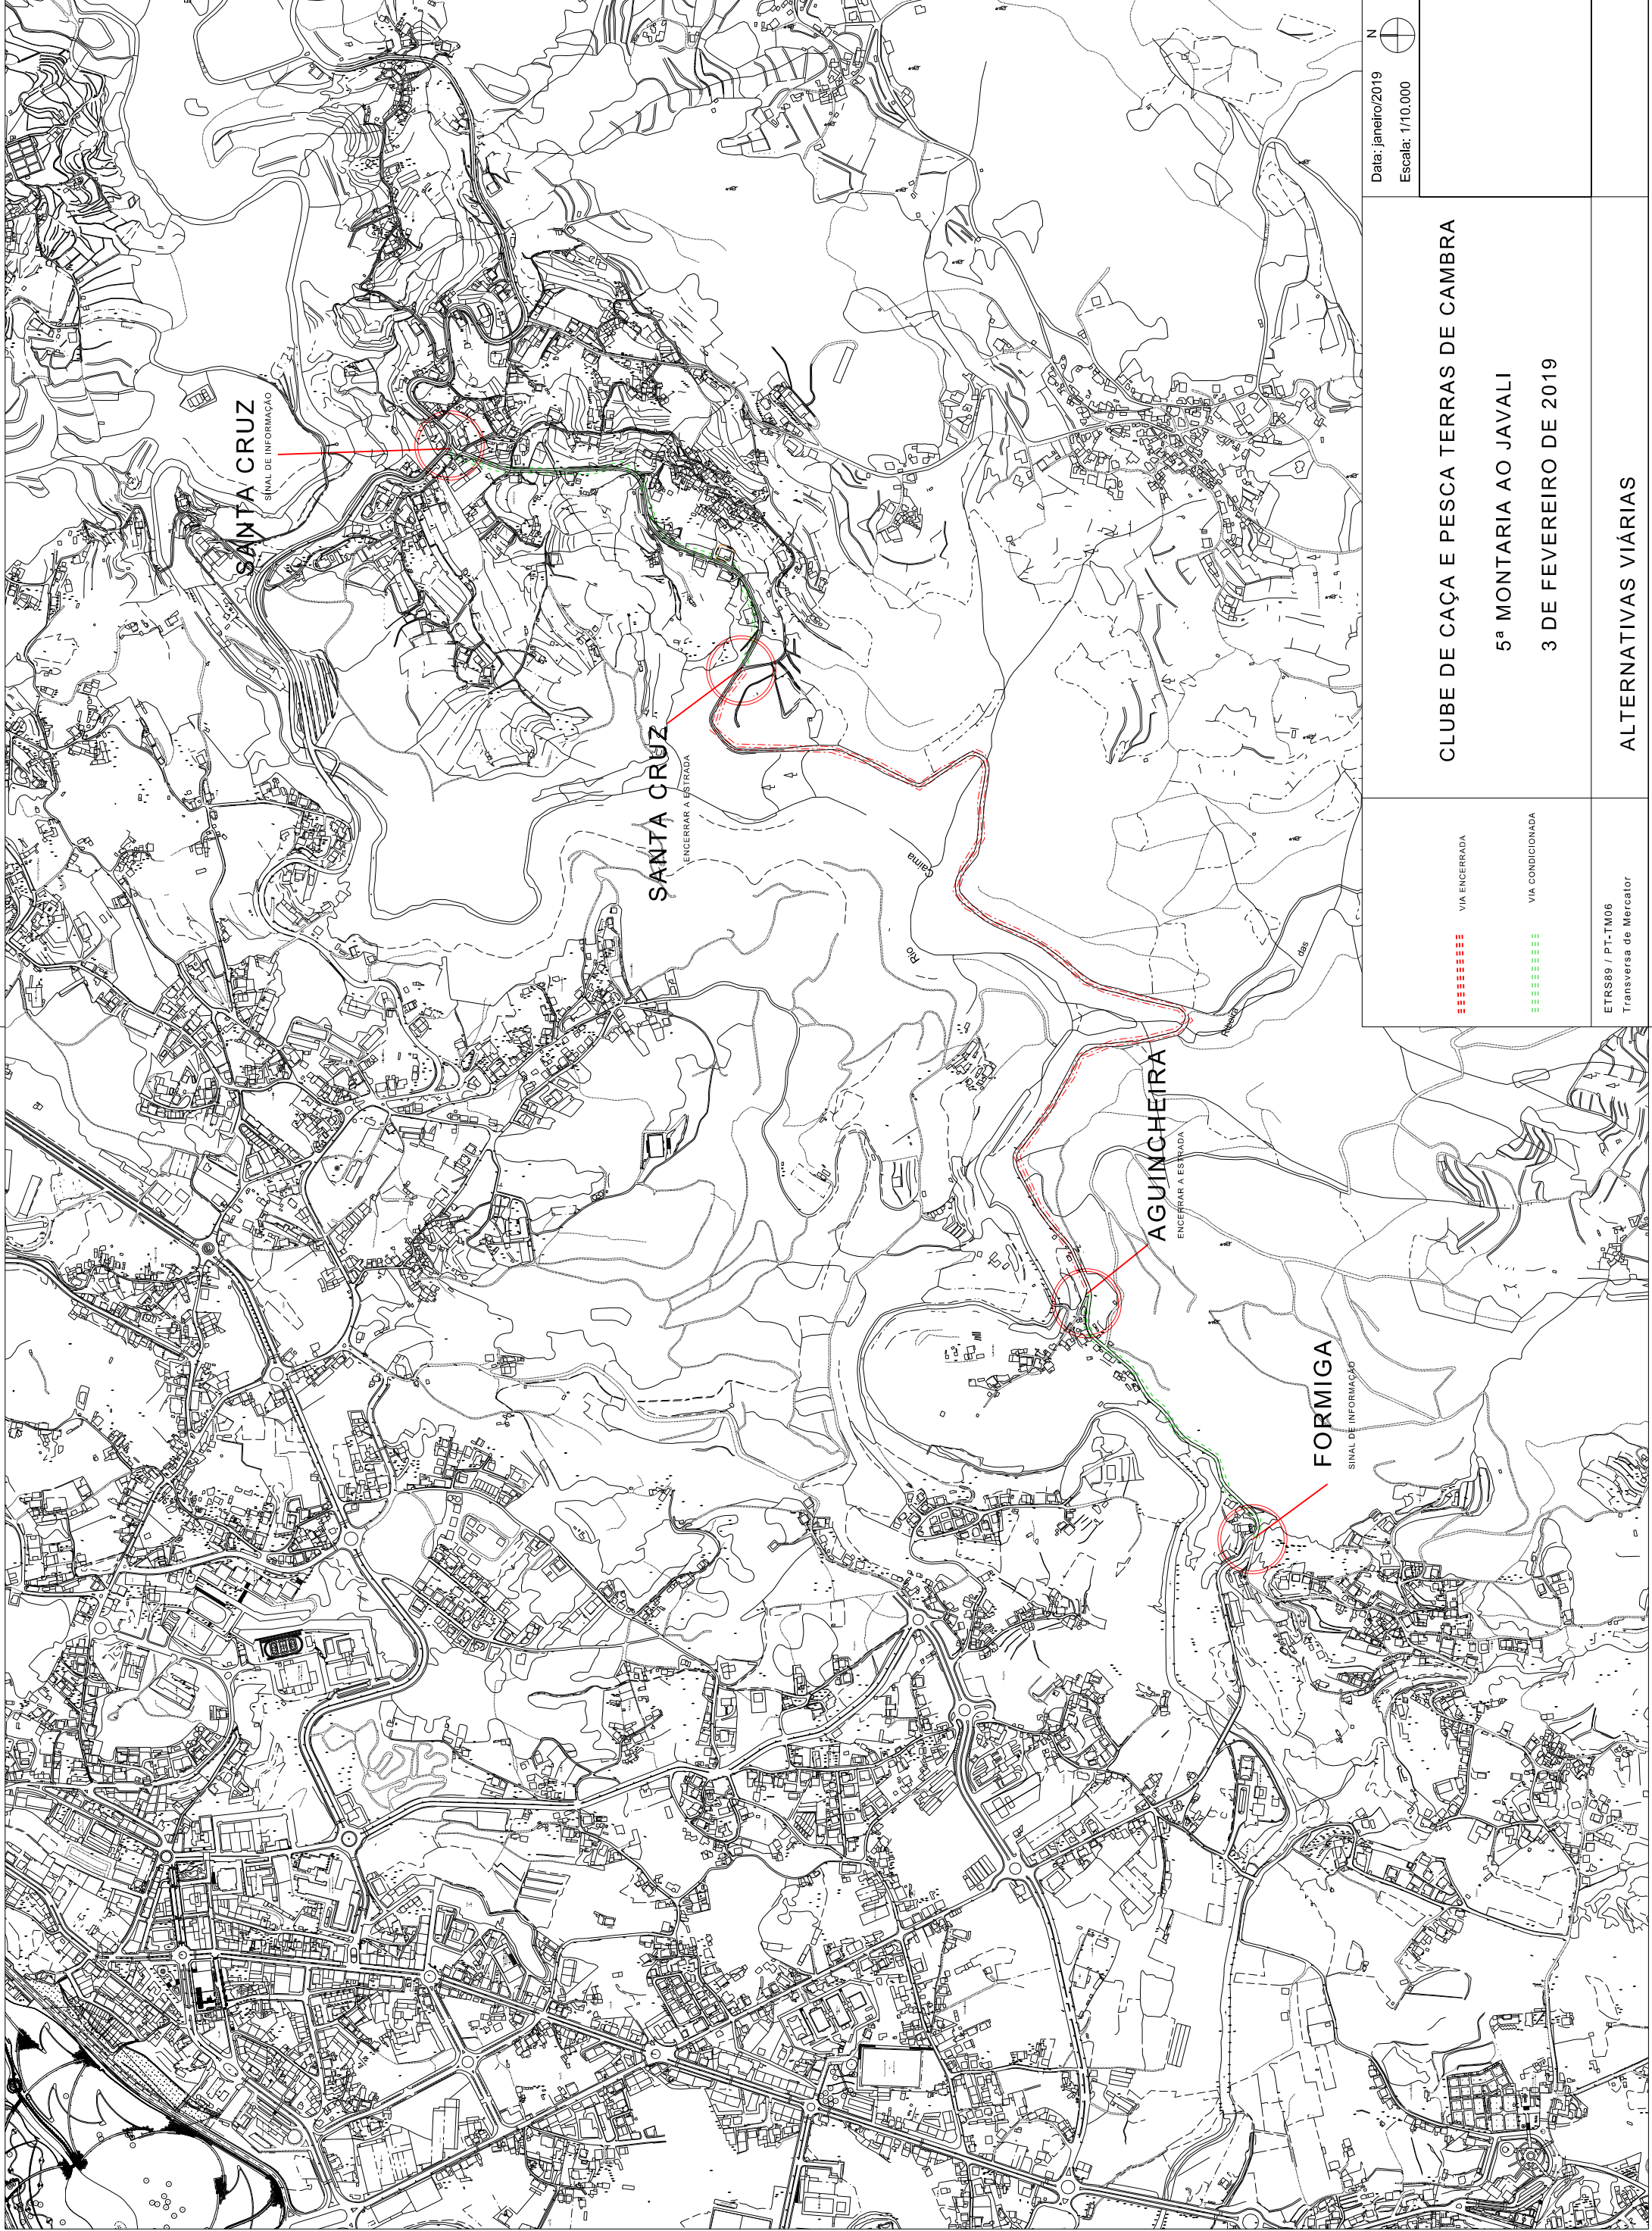 SANTA CRUZ
SINAL DE INFORMAÇÃO
SANTA CRUZ
ENCERRAR A ESTRADA
AGUINCHEIRA
ENCERRAR A ESTRADA
FORMIGA
SINAL DE INFORMAÇÃO
Rio
Caima
Ribeira
das
VIA ENCERRADA
VIA CONDICIONADA
ETRS89 / PT-TM06
Transversa de Mercator
CLUBE DE CAÇA E PESCA TERRAS DE CAMBRA
5ª MONTARIA AO JAVALI
3 DE FEVEREIRO DE 2019
ALTERNATIVAS VIÁRIAS
Data: janeiro/2019
Escala: 1/10.000
N